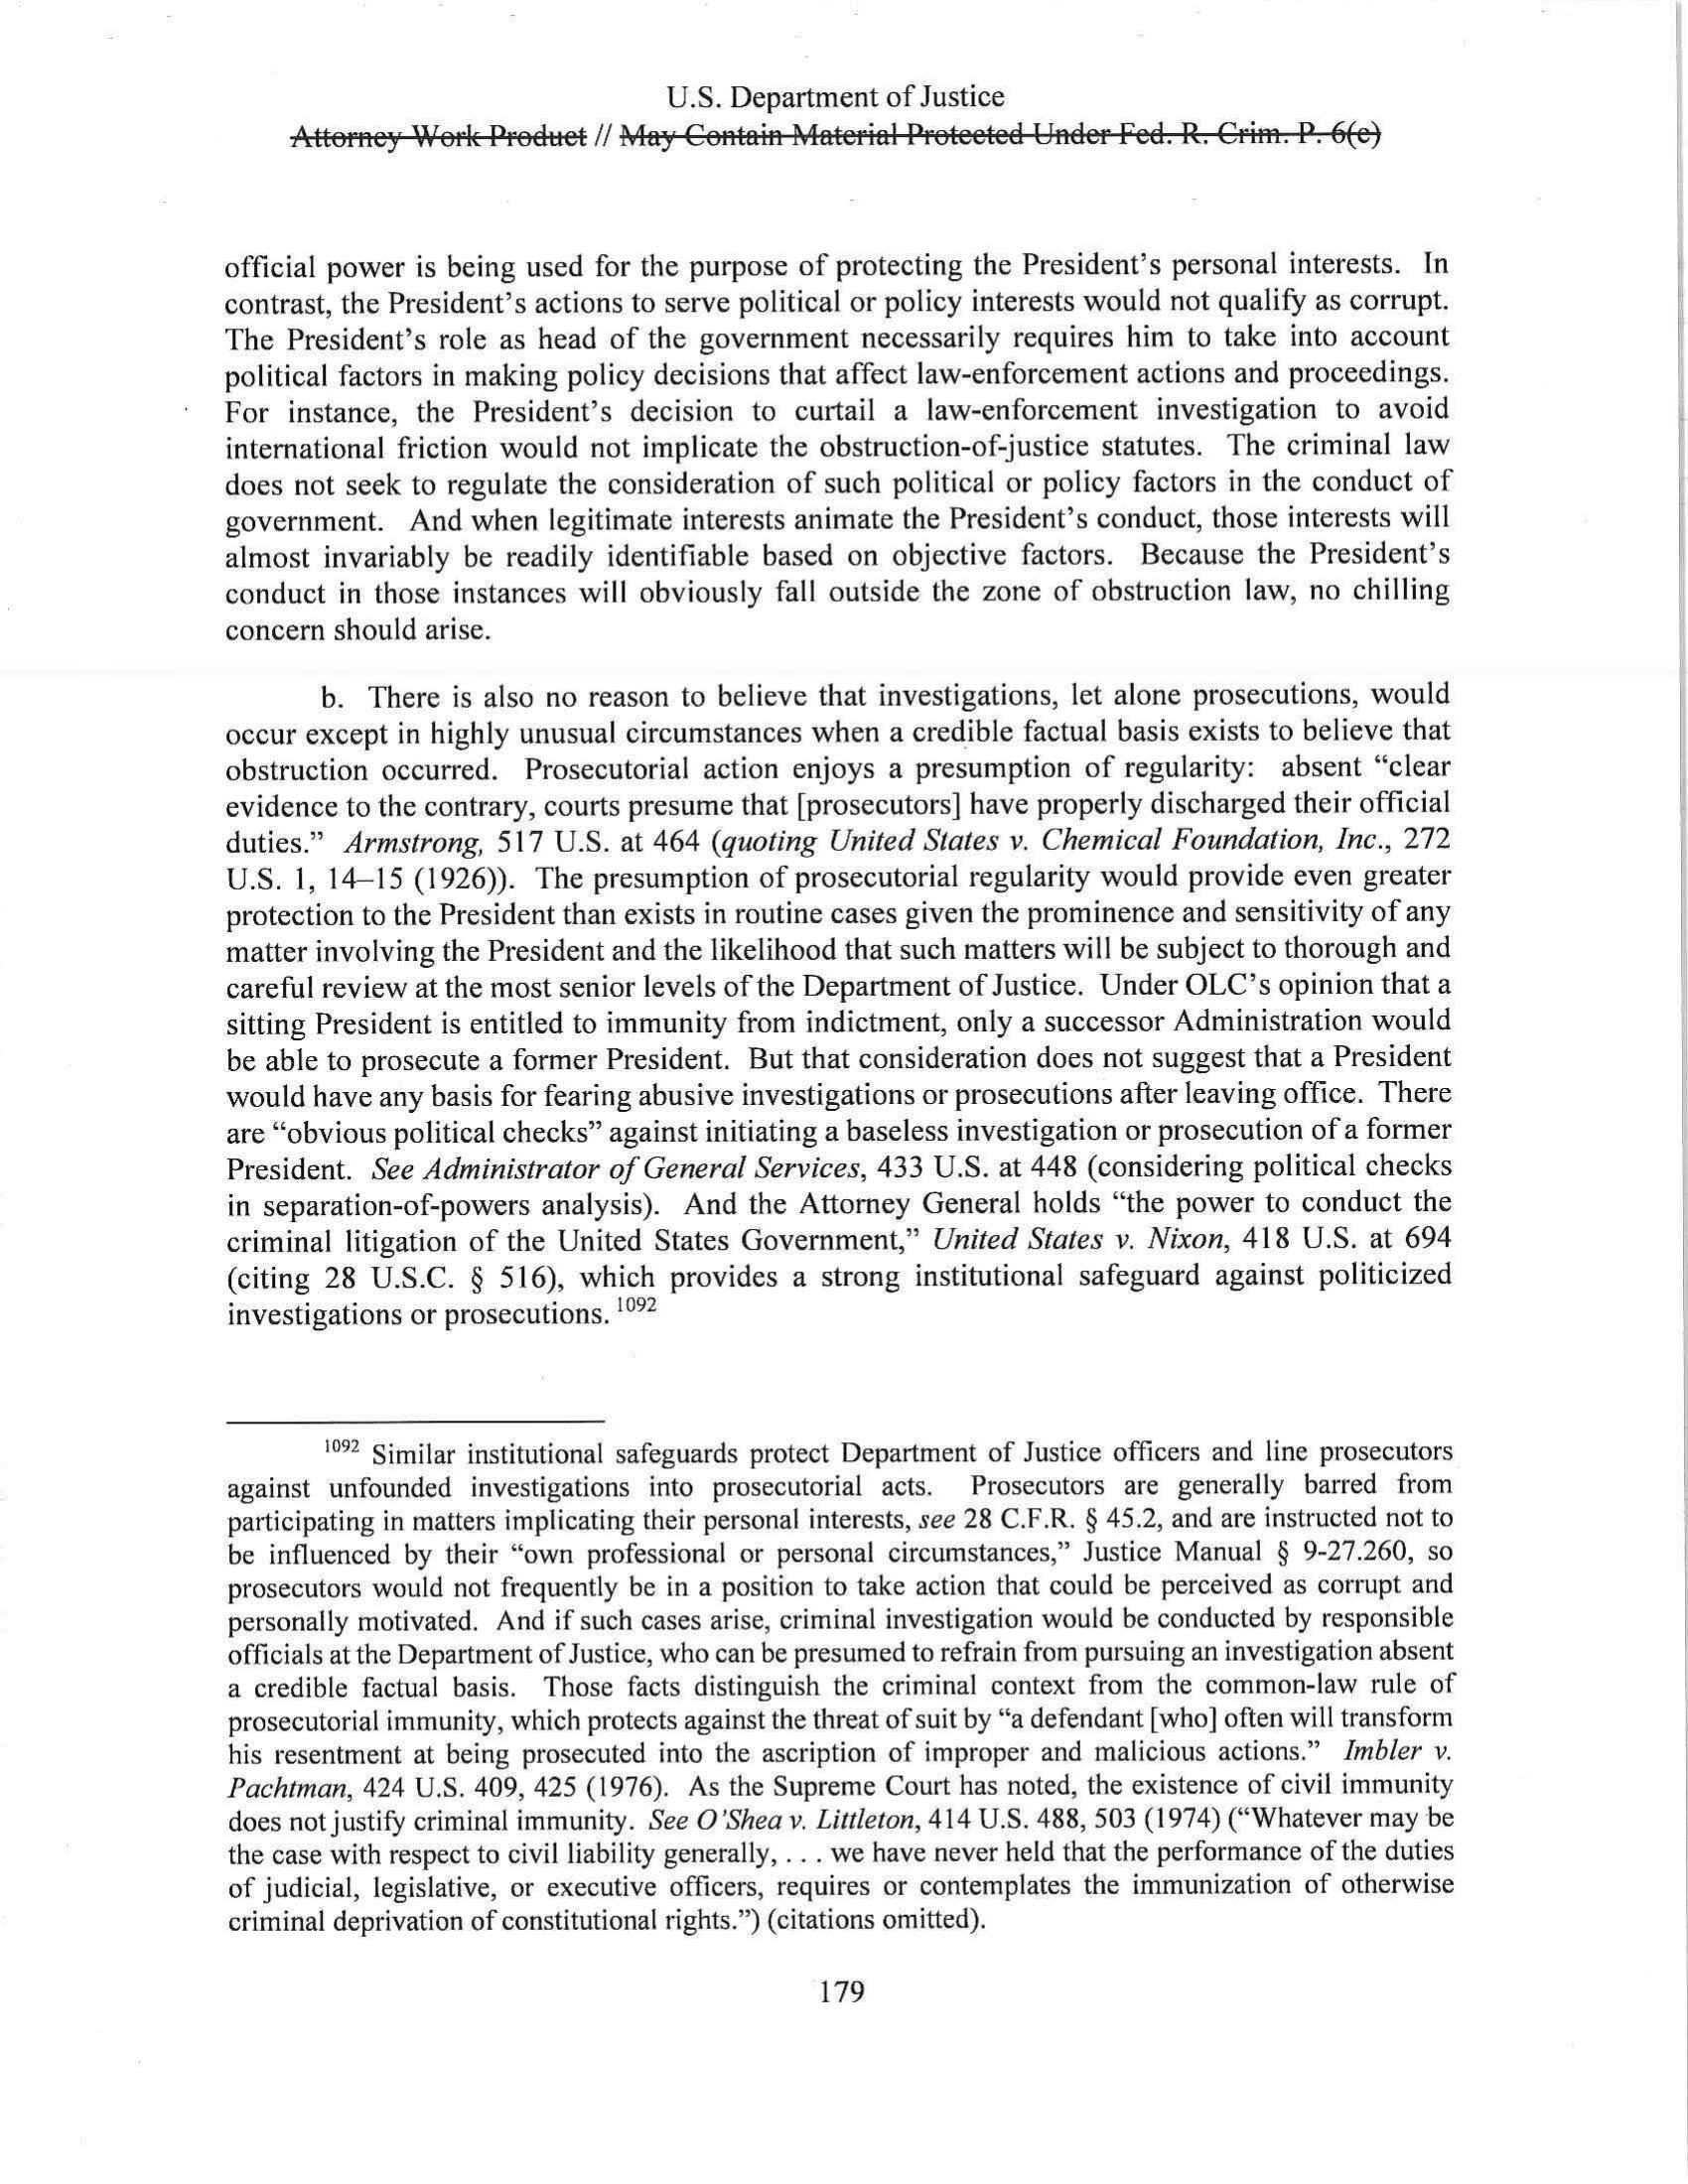 U.S. Department of Justice
Attorney Work Product // May Contain Material Protected Under Fed. R. Crim. P. 6(e)
official power is being used for the purpose of protecting the President's personal interests. In
contrast, the President's actions to serve political or policy interests would not qualify as corrupt.
The President's role as head of the government necessarily requires him to take into account
political factors in making policy decisions that affect law-enforcement actions and proceedings.
For instance, the President's decision to curtail a law-enforcement investigation to avoid
international friction would not implicate the obstruction-of-justice statutes. The criminal law
does not seek to regulate the consideration of such political or policy factors in the conduct of
government. And when legitimate interests animate the President's conduct, those interests will
almost invariably be readily identifiable based on objective factors. Because the President's
conduct in those instances will obviously fall outside the zone of obstruction law, no chilling
concern should arise.
b. There is also no reason to believe that investigations, let alone prosecutions, would
occur except in highly unusual circumstances when a credible factual basis exists to believe that
obstruction occurred. Prosecutorial action enjoys a presumption of regularity: absent “clear
evidence to the contrary, courts presume that [prosecutors] have properly discharged their official
duties.” Armstrong, 517 U.S. at 464 (quoting United States v. Chemical Foundation, Inc., 272
U.S. 1, 14–15 (1926)). The presumption of prosecutorial regularity would provide even greater
protection to the President than exists in routine cases given the prominence and sensitivity of any
matter involving the President and the likelihood that such matters will be subject to thorough and
careful review at the most senior levels of the Department of Justice. Under OLC's opinion that a
sitting President is entitled to immunity from indictment, only a successor Administration would
be able to prosecute a former President. But that consideration does not suggest that a President
would have any basis for fearing abusive investigations or prosecutions after leaving office. There
are “obvious political checks” against initiating a baseless investigation or prosecution of a former
President. See Administrator of General Services, 433 U.S. at 448 (considering political checks
in separation-of-powers analysis). And the Attorney General holds “the power to conduct the
criminal litigation of the United States Government,” United States v. Nixon, 418 U.S. at 694
(citing 28 U.S.C. § 516), which provides a strong institutional safeguard against politicized
investigations or prosecutions. 1092
1092 Similar institutional safeguards protect Department of Justice officers and line prosecutors
against unfounded investigations into prosecutorial acts. Prosecutors are generally barred from
participating in matters implicating their personal interests, see 28 C.F.R. § 45.2, and are instructed not to
be influenced by their “own professional or personal circumstances,” Justice Manual § 9-27.260, so
prosecutors would not frequently be in a position to take action that could be perceived as corrupt and
personally motivated. And if such cases arise, criminal investigation would be conducted by responsible
officials at the Department of Justice, who can be presumed to refrain from pursuing an investigation absent
a credible factual basis. Those facts distinguish the criminal context from the common-law rule of
prosecutorial immunity, which protects against the threat of suit by “a defendant [who] often will transform
his resentment at being prosecuted into the ascription of improper and malicious actions.” Imbler v.
Pachtman, 424 U.S. 409, 425 (1976). As the Supreme Court has noted, the existence of civil immunity
does not justify criminal immunity. See O'Shea v. Littleton, 414 U.S. 488, 503 (1974) (“Whatever may be
the case with respect to civil liability generally, . . . we have never held that the performance of the duties
of judicial, legislative, or executive officers, requires or contemplates the immunization of otherwise
criminal deprivation of constitutional rights.”) (citations omitted).
179